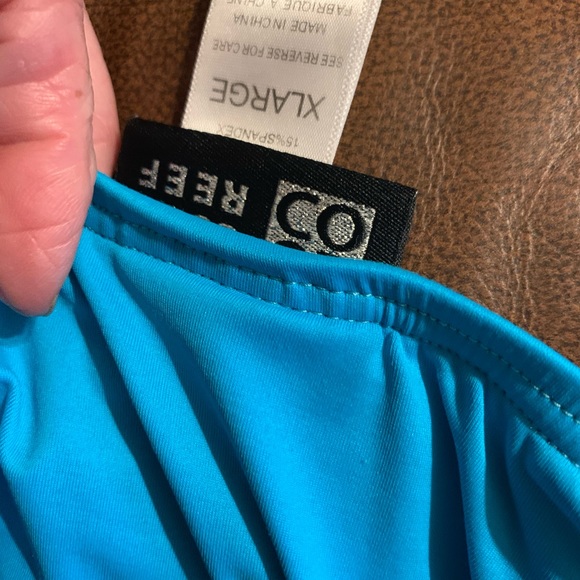 CO
REEF
15%SPANDEX
XLARGE
SEE REVERSE FOR CARE
MADE IN CHINA
FABRIQUE A CHINE